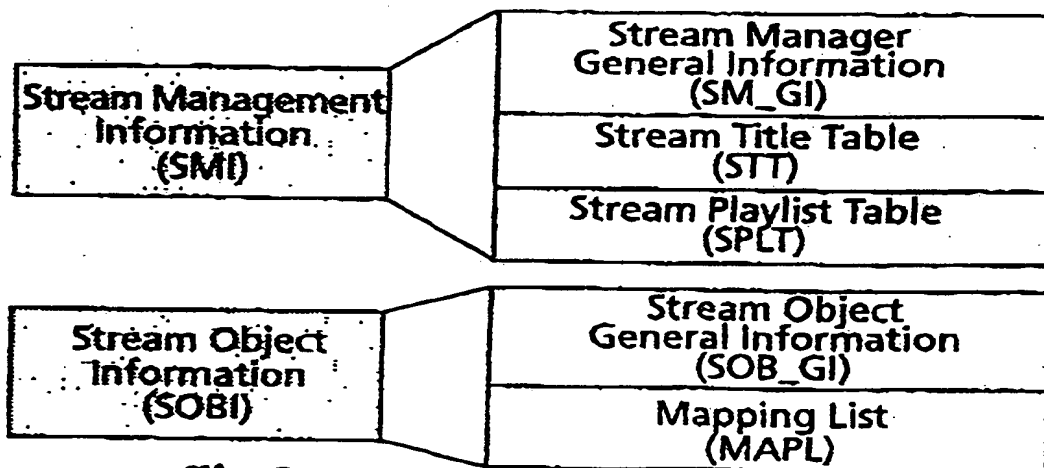 Stream Management
Information
(SMI)
Stream Manager
General Information
(SM_GI)
Stream Title Table
(STT)
Stream Playlist Table
(SPLT)
Stream Object
Information
(SOBI)
Stream Object
General Information
(SOB_GI)
Mapping List
(MAPL)